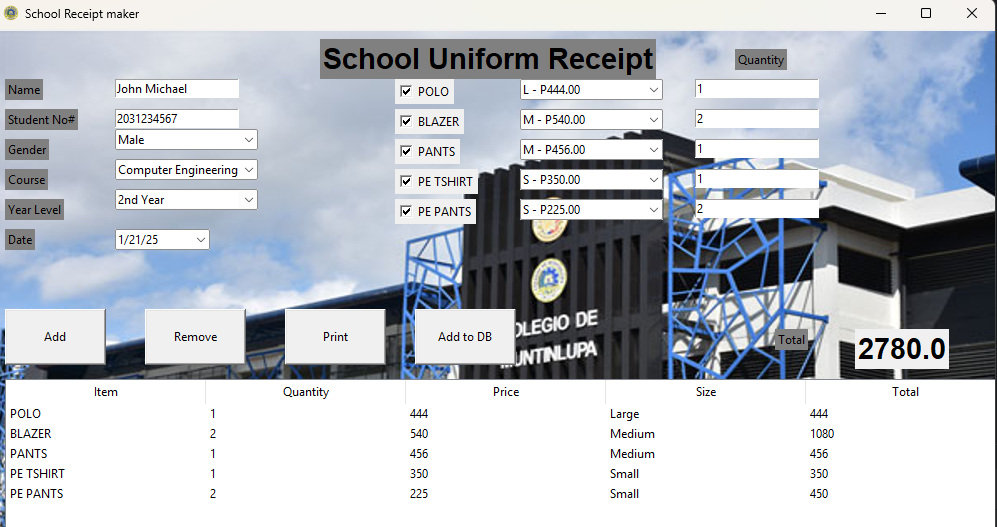 School Receipt maker
School Uniform Receipt
Quantity
Name John Michael POLO L - P444.00 1
Student No# 2031234567 BLAZER M - P540.00 2
Gender Male PANTS M - P456.00 1
Course Computer Engineering PE TSHIRT S - P350.00 1
Year Level 2nd Year PE PANTS S - P225.00 2
Date 1/21/25
Add Remove Print Add to DB
OLEGIO DE
UNTINLUPA
Total 2780.0
Item Quantity Price Size Total
POLO 1 444 Large 444
BLAZER 2 540 Medium 1080
PANTS 1 456 Medium 456
PE TSHIRT 1 350 Small 350
PE PANTS 2 225 Small 450